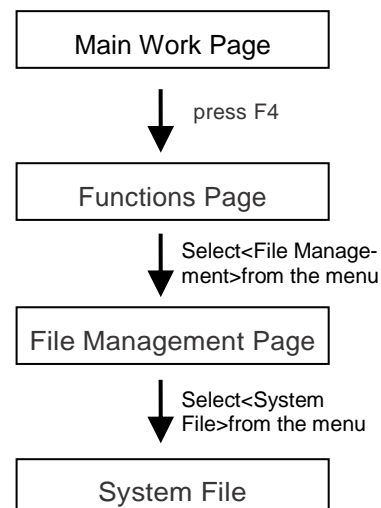 Main Work Page
press F4
Functions Page
Select<File Manage-
ment>from the menu
File Management Page
Select<System
File>from the menu
System File